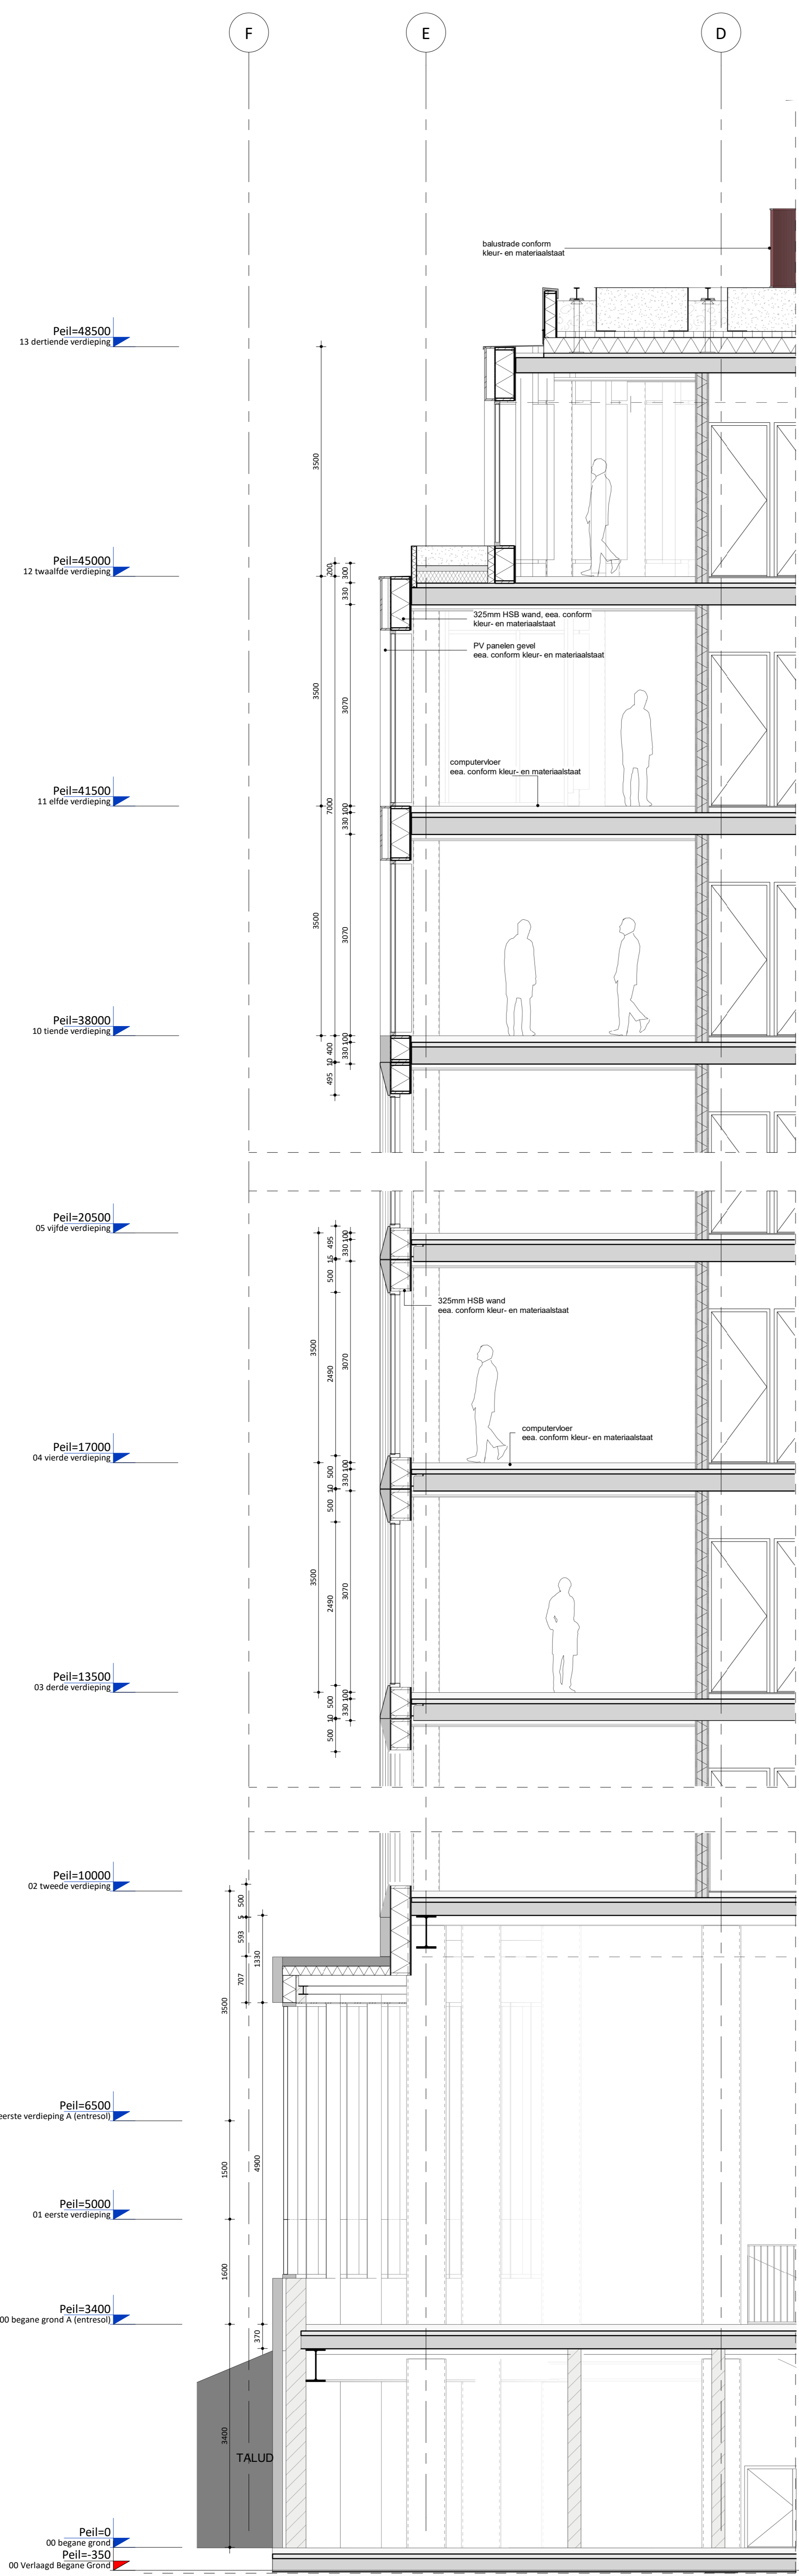 F
E
D
balustrade conform
kleur- en materiaalstaat
Peil=48500
13 dertiende verdieping
3500
Peil=45000
12 twaalfde verdieping
200
300
330
325mm HSB wand, eea. conform
kleur- en materiaalstaat
PV panelen gevel
eea. conform kleur- en materiaalstaat
3500
3070
computervloer
eea. conform kleur- en materiaalstaat
Peil=41500
11 elfde verdieping
7000
100
330
3500
3070
Peil=38000
10 tiende verdieping
400
100
330
10
495
Peil=20500
05 vijfde verdieping
495
100
330
15
500
325mm HSB wand
eea. conform kleur- en materiaalstaat
3500
2490
3070
computervloer
eea. conform kleur- en materiaalstaat
Peil=17000
04 vierde verdieping
500
100
330
10
500
3500
2490
3070
Peil=13500
03 derde verdieping
500
100
330
10
500
Peil=10000
02 tweede verdieping
500
5
593
1330
707
3500
Peil=6500
eerste verdieping A (entresol)
1500
4900
Peil=5000
01 eerste verdieping
1600
Peil=3400
00 begane grond A (entresol)
370
3400
TALUD
Peil=0
00 begane grond
Peil=-350
00 Verlaagd Begane Grond